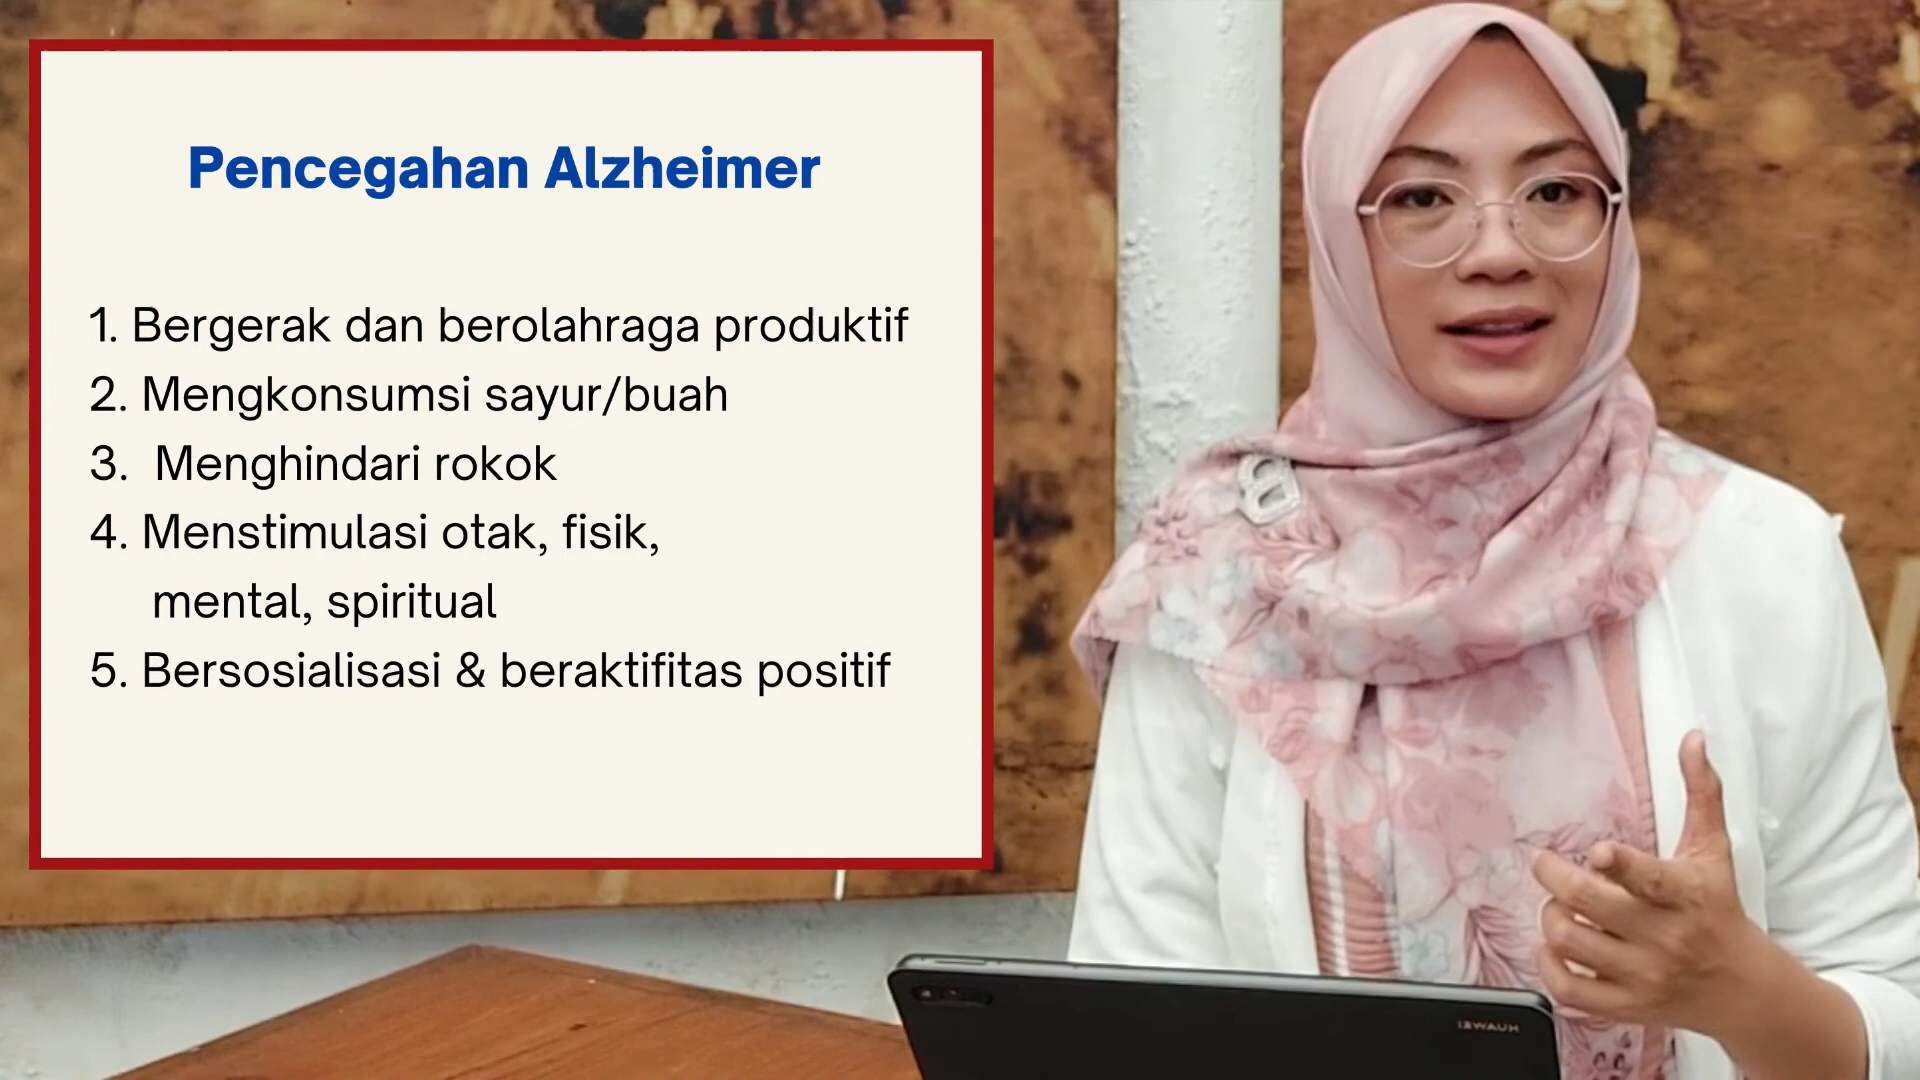 Pencegahan Alzheimer
1. Bergerak dan berolahraga produktif
2. Mengkonsumsi sayur/buah
3. Menghindari rokok
4. Menstimulasi otak, fisik,
mental, spiritual
5. Bersosialisasi & beraktifitas positif
HUAWEI